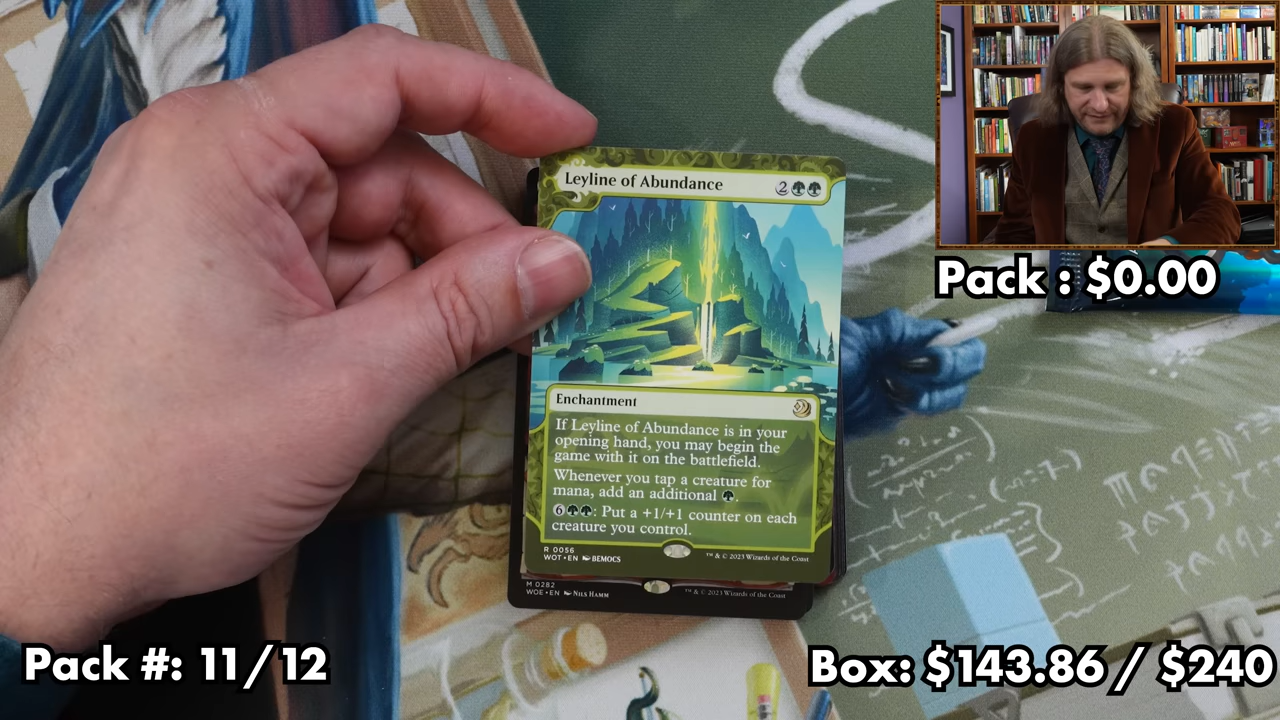 Leyline of Abundance 2
Enchantment
If Leyline of Abundance is in your
opening hand, you may begin the
game with it on the battlefield.
Whenever you tap a creature for
mana, add an additional .
6: Put a +1/+1 counter on each
creature you control.
R 0056
WOT • EN BEMOCS
™ & © 2023 Wizards of the Coast
M 0282
WOE • EN NILS HAMM
™ & © 2023 Wizards of the Coast
Pack : $0.00
Pack #: 11/12
Box: $143.86 / $240